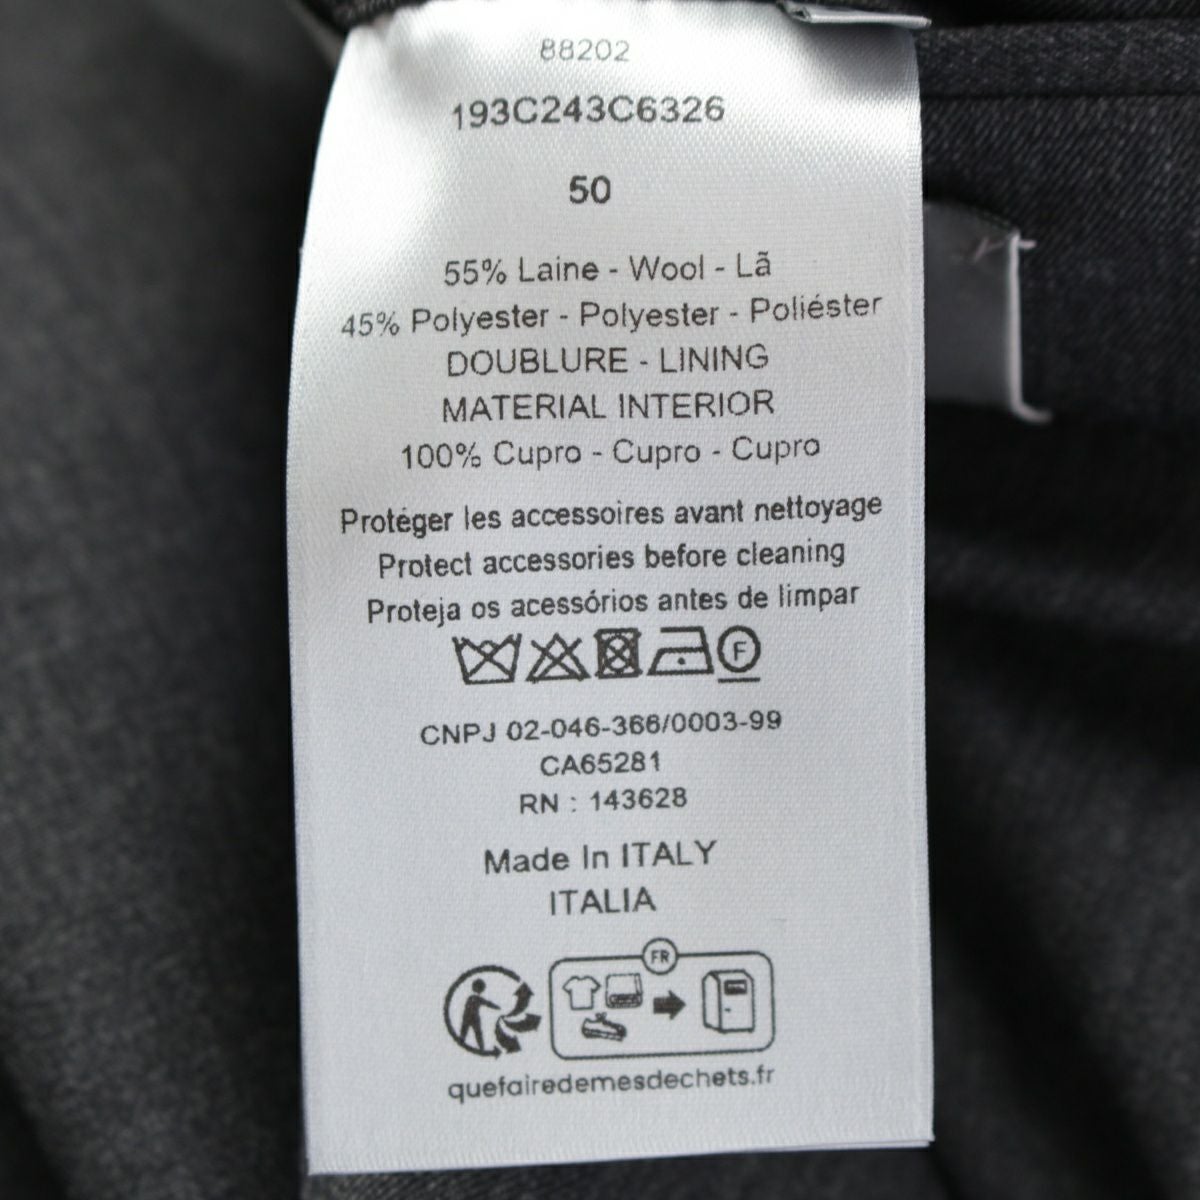 88202
193C243C6326
50
55% Laine - Wool - Lã
45% Polyester - Polyester - Poliéster
DOUBLURE - LINING
MATERIAL INTERIOR
100% Cupro - Cupro - Cupro
Protéger les accessoires avant nettoyage
Protect accessories before cleaning
Proteja os acessórios antes de limpar
F
CNPJ 02-046-366/0003-99
CA65281
RN : 143628
Made In ITALY
ITALIA
FR
quefairedemesdechets.fr